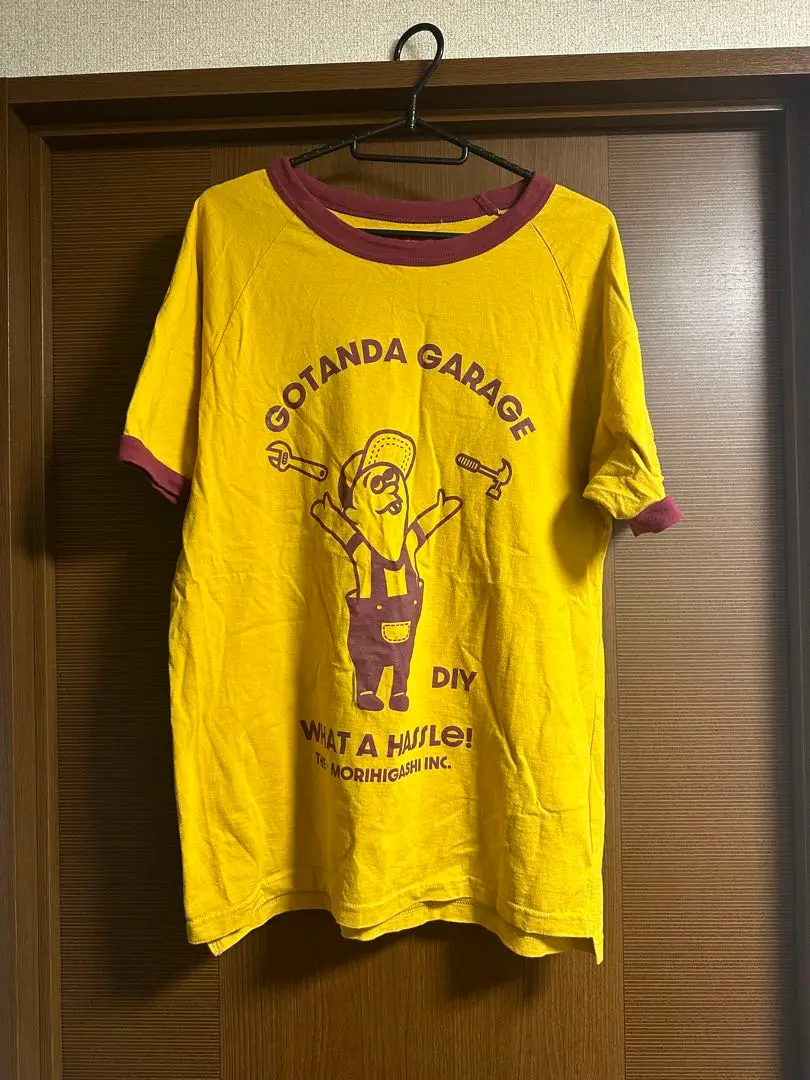 GOTANDA GARAGE
DIY
WHAT A HASSLe!
THE MORIHIGASHI INC.